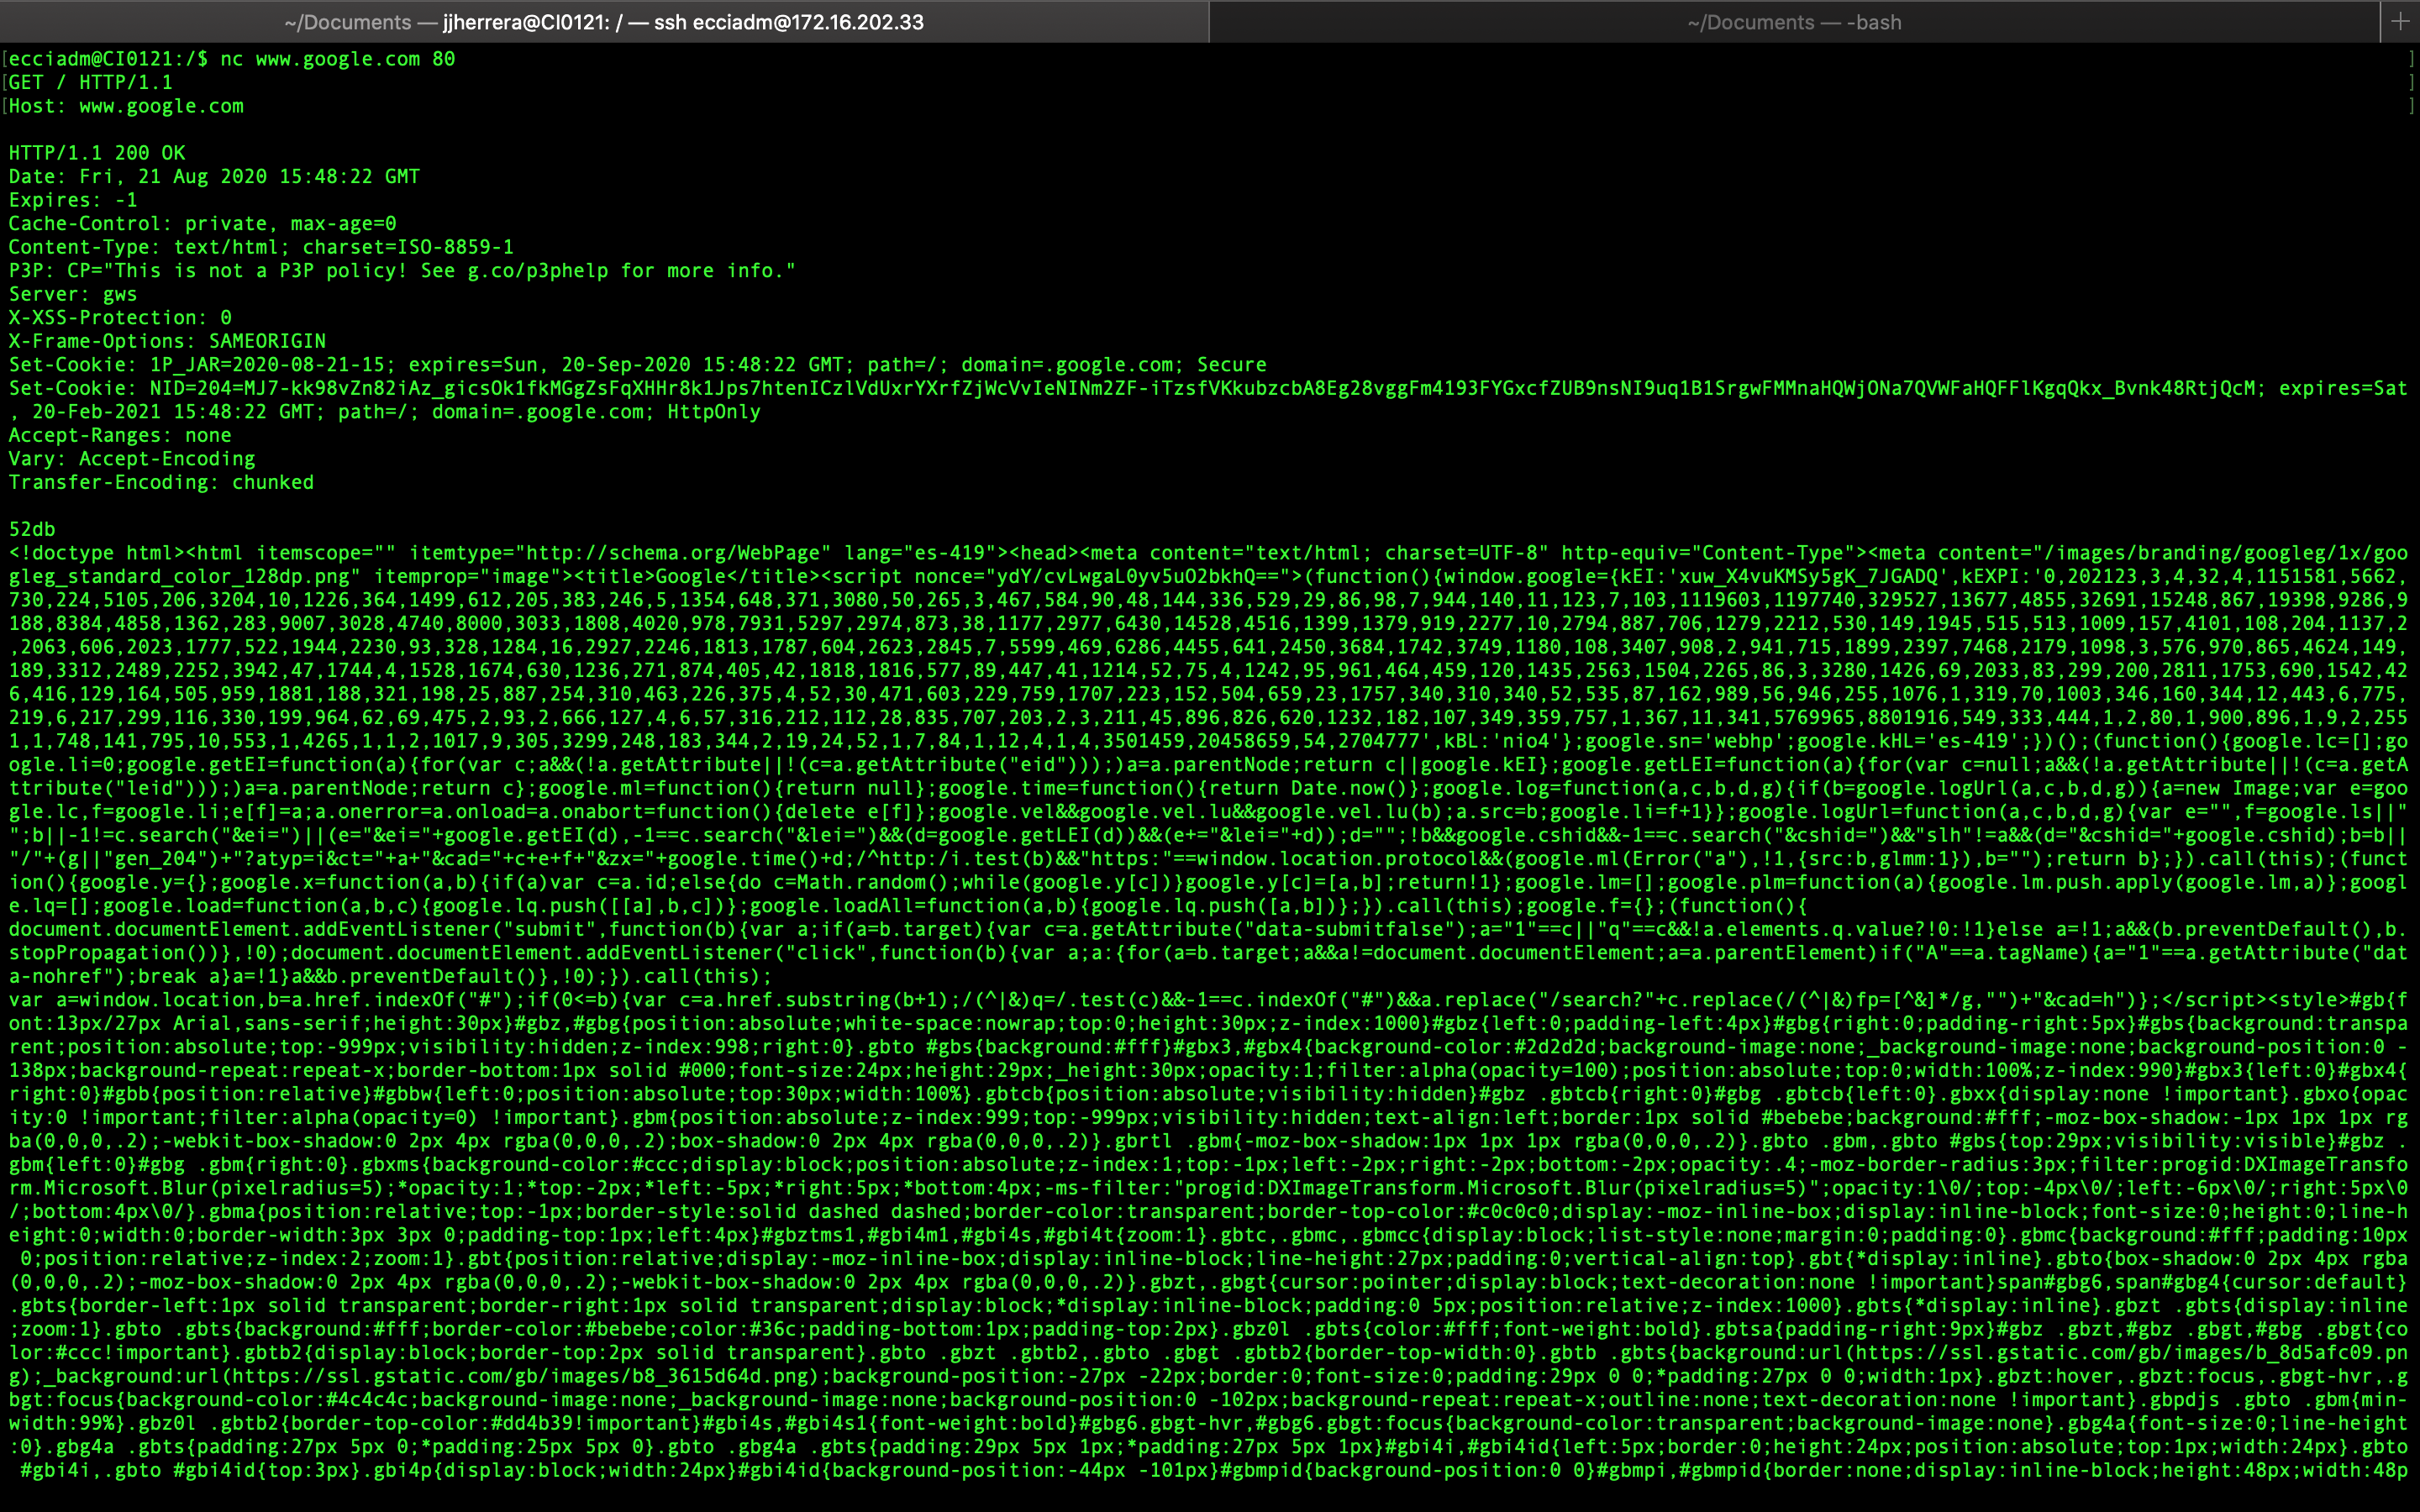 ~/Documents — jjherrera@CI0121: / — ssh ecciadm@172.16.202.33
~/Documents — -bash
+
[ecciadm@CI0121:/$ nc www.google.com 80 ]
[GET / HTTP/1.1 ]
[Host: www.google.com ]
HTTP/1.1 200 OK
Date: Fri, 21 Aug 2020 15:48:22 GMT
Expires: -1
Cache-Control: private, max-age=0
Content-Type: text/html; charset=ISO-8859-1
P3P: CP="This is not a P3P policy! See g.co/p3phelp for more info."
Server: gws
X-XSS-Protection: 0
X-Frame-Options: SAMEORIGIN
Set-Cookie: 1P_JAR=2020-08-21-15; expires=Sun, 20-Sep-2020 15:48:22 GMT; path=/; domain=.google.com; Secure
Set-Cookie: NID=204=MJ7-kk98vZn82iAz_gicsOk1fkMGgZsFqXHHr8k1Jps7htenICzlVdUxrYXrfZjWcVvIeNINm2ZF-iTzsfVKkubzcbA8Eg28vggFm4193FYGxcfZUB9nsNI9uq1B1SrgwFMMnaHQWjONa7QVWFaHQFFlKgqQkx_Bvnk48RtjQcM; expires=Sat
, 20-Feb-2021 15:48:22 GMT; path=/; domain=.google.com; HttpOnly
Accept-Ranges: none
Vary: Accept-Encoding
Transfer-Encoding: chunked
52db
<!doctype html><html itemscope="" itemtype="http://schema.org/WebPage" lang="es-419"><head><meta content="text/html; charset=UTF-8" http-equiv="Content-Type"><meta content="/images/branding/googleg/1x/goo
gleg_standard_color_128dp.png" itemprop="image"><title>Google</title><script nonce="ydY/cvLwgaL0yv5uO2bkhQ==">(function(){window.google={kEI:'xuw_X4vuKMSy5gK_7JGADQ',kEXPI:'0,202123,3,4,32,4,1151581,5662,
730,224,5105,206,3204,10,1226,364,1499,612,205,383,246,5,1354,648,371,3080,50,265,3,467,584,90,48,144,336,529,29,86,98,7,944,140,11,123,7,103,1119603,1197740,329527,13677,4855,32691,15248,867,19398,9286,9
188,8384,4858,1362,283,9007,3028,4740,8000,3033,1808,4020,978,7931,5297,2974,873,38,1177,2977,6430,14528,4516,1399,1379,919,2277,10,2794,887,706,1279,2212,530,149,1945,515,513,1009,157,4101,108,204,1137,2
,2063,606,2023,1777,522,1944,2230,93,328,1284,16,2927,2246,1813,1787,604,2623,2845,7,5599,469,6286,4455,641,2450,3684,1742,3749,1180,108,3407,908,2,941,715,1899,2397,7468,2179,1098,3,576,970,865,4624,149,
189,3312,2489,2252,3942,47,1744,4,1528,1674,630,1236,271,874,405,42,1818,1816,577,89,447,41,1214,52,75,4,1242,95,961,464,459,120,1435,2563,1504,2265,86,3,3280,1426,69,2033,83,299,200,2811,1753,690,1542,42
6,416,129,164,505,959,1881,188,321,198,25,887,254,310,463,226,375,4,52,30,471,603,229,759,1707,223,152,504,659,23,1757,340,310,340,52,535,87,162,989,56,946,255,1076,1,319,70,1003,346,160,344,12,443,6,775,
219,6,217,299,116,330,199,964,62,69,475,2,93,2,666,127,4,6,57,316,212,112,28,835,707,203,2,3,211,45,896,826,620,1232,182,107,349,359,757,1,367,11,341,5769965,8801916,549,333,444,1,2,80,1,900,896,1,9,2,255
1,1,748,141,795,10,553,1,4265,1,1,2,1017,9,305,3299,248,183,344,2,19,24,52,1,7,84,1,12,4,1,4,3501459,20458659,54,2704777',kBL:'nio4'};google.sn='webhp';google.kHL='es-419';})();(function(){google.lc=[];go
ogle.li=0;google.getEI=function(a){for(var c;a&&(!a.getAttribute||!(c=a.getAttribute("eid")));)a=a.parentNode;return c||google.kEI};google.getLEI=function(a){for(var c=null;a&&(!a.getAttribute||!(c=a.getA
ttribute("leid")));)a=a.parentNode;return c};google.ml=function(){return null};google.time=function(){return Date.now()};google.log=function(a,c,b,d,g){if(b=google.logUrl(a,c,b,d,g)){a=new Image;var e=goo
gle.lc,f=google.li;e[f]=a;a.onerror=a.onload=a.onabort=function(){delete e[f]};google.vel&&google.vel.lu&&google.vel.lu(b);a.src=b;google.li=f+1}};google.logUrl=function(a,c,b,d,g){var e="",f=google.ls||"
";b||-1!=c.search("&ei=")||(e="&ei="+google.getEI(d),-1==c.search("&lei=")&&(d=google.getLEI(d))&&(e+="&lei="+d));d="";!b&&google.cshid&&-1==c.search("&cshid=")&&"slh"!=a&&(d="&cshid="+google.cshid);b=b||
"/"+(g||"gen_204")+"?atyp=i&ct="+a+"&cad="+c+e+f+"&zx="+google.time()+d;/^http:/i.test(b)&&"https:"==window.location.protocol&&(google.ml(Error("a"),!1,{src:b,glmm:1}),b="");return b};}).call(this);(funct
ion(){google.y={};google.x=function(a,b){if(a)var c=a.id;else{do c=Math.random();while(google.y[c])}google.y[c]=[a,b];return!1};google.lm=[];google.plm=function(a){google.lm.push.apply(google.lm,a)};googl
e.lq=[];google.load=function(a,b,c){google.lq.push([[a],b,c])};google.loadAll=function(a,b){google.lq.push([a,b])};}).call(this);google.f={};(function(){
document.documentElement.addEventListener("submit",function(b){var a;if(a=b.target){var c=a.getAttribute("data-submitfalse");a="1"==c||"q"==c&&!a.elements.q.value?!0:!1}else a=!1;a&&(b.preventDefault(),b.
stopPropagation())},!0);document.documentElement.addEventListener("click",function(b){var a;a:{for(a=b.target;a&&a!=document.documentElement;a=a.parentElement)if("A"==a.tagName){a="1"==a.getAttribute("dat
a-nohref");break a}a=!1}a&&b.preventDefault()},!0);}).call(this);
var a=window.location,b=a.href.indexOf("#");if(0<=b){var c=a.href.substring(b+1);/(^|&)q=/.test(c)&&-1==c.indexOf("#")&&a.replace("/search?"+c.replace(/(^|&)fp=[^&]*/g,"")+"&cad=h")};</script><style>#gb{f
ont:13px/27px Arial,sans-serif;height:30px}#gbz,#gbg{position:absolute;white-space:nowrap;top:0;height:30px;z-index:1000}#gbz{left:0;padding-left:4px}#gbg{right:0;padding-right:5px}#gbs{background:transpa
rent;position:absolute;top:-999px;visibility:hidden;z-index:998;right:0}.gbto #gbs{background:#fff}#gbx3,#gbx4{background-color:#2d2d2d;background-image:none;_background-image:none;background-position:0 -
138px;background-repeat:repeat-x;border-bottom:1px solid #000;font-size:24px;height:29px;_height:30px;opacity:1;filter:alpha(opacity=100);position:absolute;top:0;width:100%;z-index:990}#gbx3{left:0}#gbx4{
right:0}#gbb{position:relative}#gbbw{left:0;position:absolute;top:30px;width:100%}.gbtcb{position:absolute;visibility:hidden}#gbz .gbtcb{right:0}#gbg .gbtcb{left:0}.gbxx{display:none !important}.gbxo{opac
ity:0 !important;filter:alpha(opacity=0) !important}.gbm{position:absolute;z-index:999;top:-999px;visibility:hidden;text-align:left;border:1px solid #bebebe;background:#fff;-moz-box-shadow:-1px 1px 1px rg
ba(0,0,0,.2);-webkit-box-shadow:0 2px 4px rgba(0,0,0,.2);box-shadow:0 2px 4px rgba(0,0,0,.2)}.gbrtl .gbm{-moz-box-shadow:1px 1px 1px rgba(0,0,0,.2)}.gbto .gbm,.gbto #gbs{top:29px;visibility:visible}#gbz .
gbm{left:0}#gbg .gbm{right:0}.gbxms{background-color:#ccc;display:block;position:absolute;z-index:1;top:-1px;left:-2px;right:-2px;bottom:-2px;opacity:.4;-moz-border-radius:3px;filter:progid:DXImageTransfo
rm.Microsoft.Blur(pixelradius=5);*opacity:1;*top:-2px;*left:-5px;*right:5px;*bottom:4px;-ms-filter:"progid:DXImageTransform.Microsoft.Blur(pixelradius=5)";opacity:1\0/;top:-4px\0/;left:-6px\0/;right:5px\0
/;bottom:4px\0/}.gbma{position:relative;top:-1px;border-style:solid dashed dashed;border-color:transparent;border-top-color:#c0c0c0;display:-moz-inline-box;display:inline-block;font-size:0;height:0;line-h
eight:0;width:0;border-width:3px 3px 0;padding-top:1px;left:4px}#gbztms1,#gbi4m1,#gbi4s,#gbi4t{zoom:1}.gbtc,.gbmc,.gbmcc{display:block;list-style:none;margin:0;padding:0}.gbmc{background:#fff;padding:10px
 0;position:relative;z-index:2;zoom:1}.gbt{position:relative;display:-moz-inline-box;display:inline-block;line-height:27px;padding:0;vertical-align:top}.gbt{*display:inline}.gbto{box-shadow:0 2px 4px rgba
(0,0,0,.2);-moz-box-shadow:0 2px 4px rgba(0,0,0,.2);-webkit-box-shadow:0 2px 4px rgba(0,0,0,.2)}.gbzt,.gbgt{cursor:pointer;display:block;text-decoration:none !important}span#gbg6,span#gbg4{cursor:default}
.gbts{border-left:1px solid transparent;border-right:1px solid transparent;display:block;*display:inline-block;padding:0 5px;position:relative;z-index:1000}.gbts{*display:inline}.gbzt .gbts{display:inline
;zoom:1}.gbto .gbts{background:#fff;border-color:#bebebe;color:#36c;padding-bottom:1px;padding-top:2px}.gbz0l .gbts{color:#fff;font-weight:bold}.gbtsa{padding-right:9px}#gbz .gbzt,#gbz .gbgt,#gbg .gbgt{co
lor:#ccc!important}.gbtb2{display:block;border-top:2px solid transparent}.gbto .gbzt .gbtb2,.gbto .gbgt .gbtb2{border-top-width:0}.gbtb .gbts{background:url(https://ssl.gstatic.com/gb/images/b_8d5afc09.pn
g);_background:url(https://ssl.gstatic.com/gb/images/b8_3615d64d.png);background-position:-27px -22px;border:0;font-size:0;padding:29px 0 0;*padding:27px 0 0;width:1px}.gbzt:hover,.gbzt:focus,.gbgt-hvr,.g
bgt:focus{background-color:#4c4c4c;background-image:none;_background-image:none;background-position:0 -102px;background-repeat:repeat-x;outline:none;text-decoration:none !important}.gbpdjs .gbto .gbm{min-
width:99%}.gbz0l .gbtb2{border-top-color:#dd4b39!important}#gbi4s,#gbi4s1{font-weight:bold}#gbg6.gbgt-hvr,#gbg6.gbgt:focus{background-color:transparent;background-image:none}.gbg4a{font-size:0;line-height
:0}.gbg4a .gbts{padding:27px 5px 0;*padding:25px 5px 0}.gbto .gbg4a .gbts{padding:29px 5px 1px;*padding:27px 5px 1px}#gbi4i,#gbi4id{left:5px;border:0;height:24px;position:absolute;top:1px;width:24px}.gbto
 #gbi4i,.gbto #gbi4id{top:3px}.gbi4p{display:block;width:24px}#gbi4id{background-position:-44px -101px}#gbmpid{background-position:0 0}#gbmpi,#gbmpid{border:none;display:inline-block;height:48px;width:48p